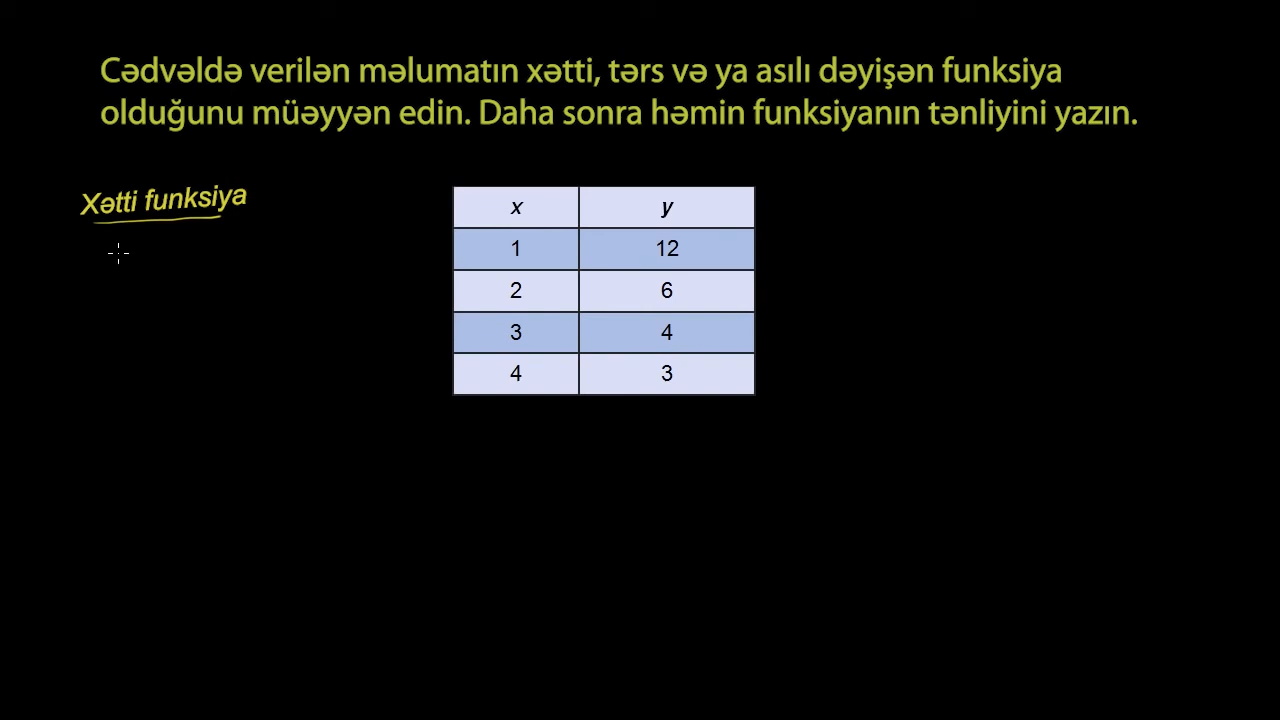 Cədvəldə verilən məlumatın xətti, tərs və ya asılı dəyişən funksiya
olduğunu müəyyən edin. Daha sonra həmin funksiyanın tənliyini yazın.
Xətti funksiya
x y
1 12
2 6
3 4
4 3